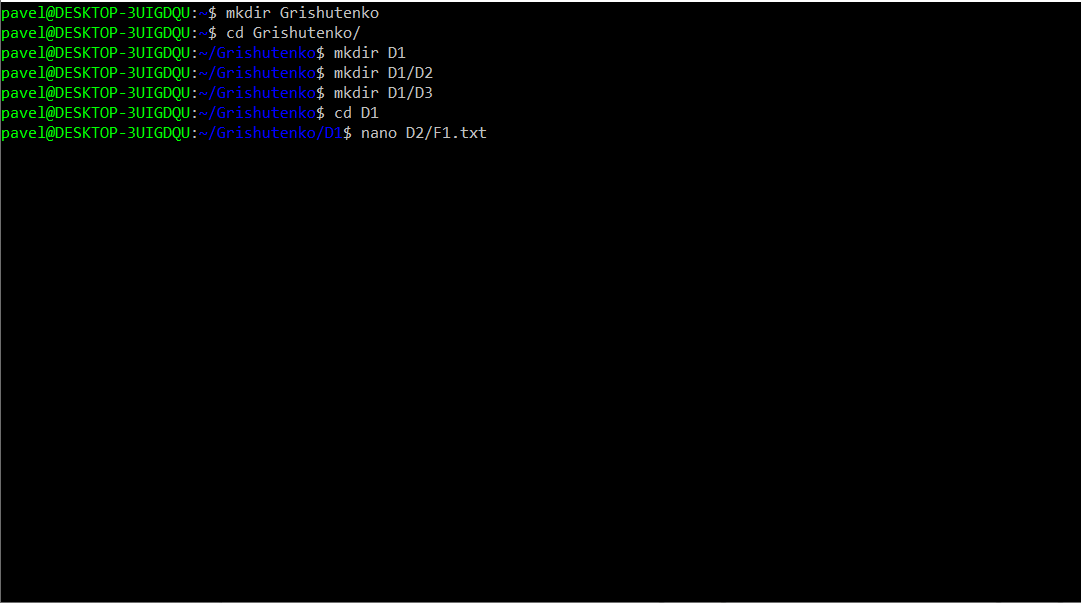 pavel@DESKTOP-3UIGDQU:~$ mkdir Grishutenko
pavel@DESKTOP-3UIGDQU:~$ cd Grishutenko/
pavel@DESKTOP-3UIGDQU:~/Grishutenko$ mkdir D1
pavel@DESKTOP-3UIGDQU:~/Grishutenko$ mkdir D1/D2
pavel@DESKTOP-3UIGDQU:~/Grishutenko$ mkdir D1/D3
pavel@DESKTOP-3UIGDQU:~/Grishutenko$ cd D1
pavel@DESKTOP-3UIGDQU:~/Grishutenko/D1$ nano D2/F1.txt